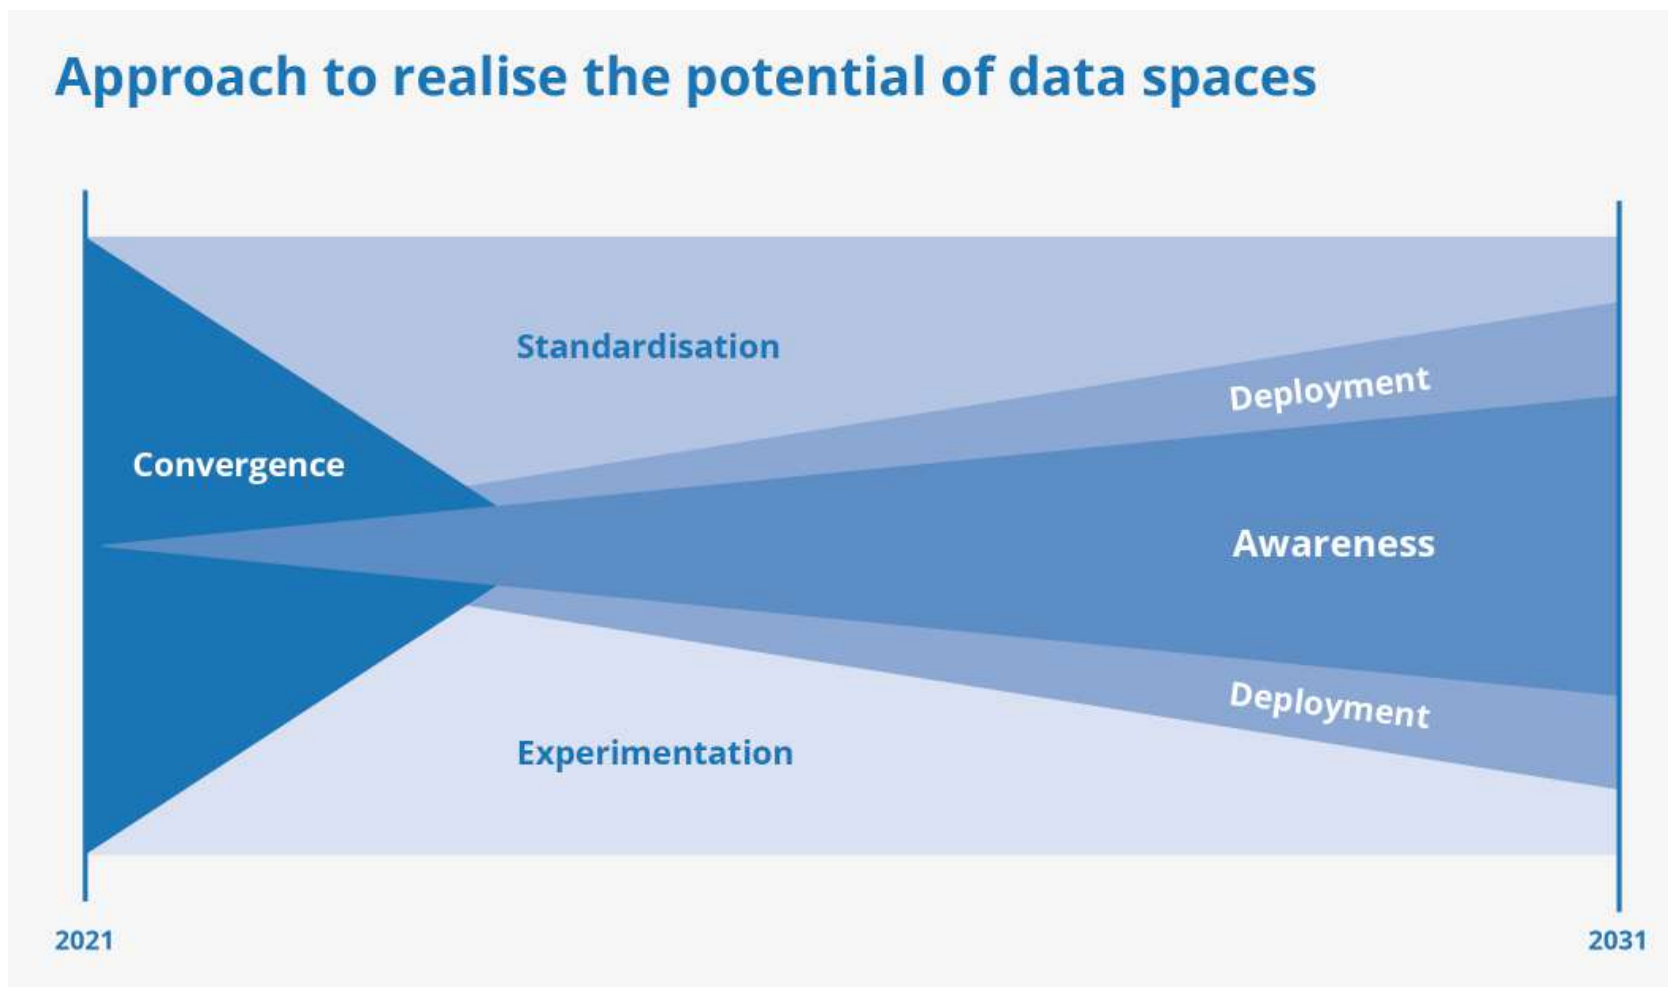 Approach to realise the potential of data spaces
Standardisation
Deployment
Convergence
Awareness
Deployment
Experimentation
2021
2031